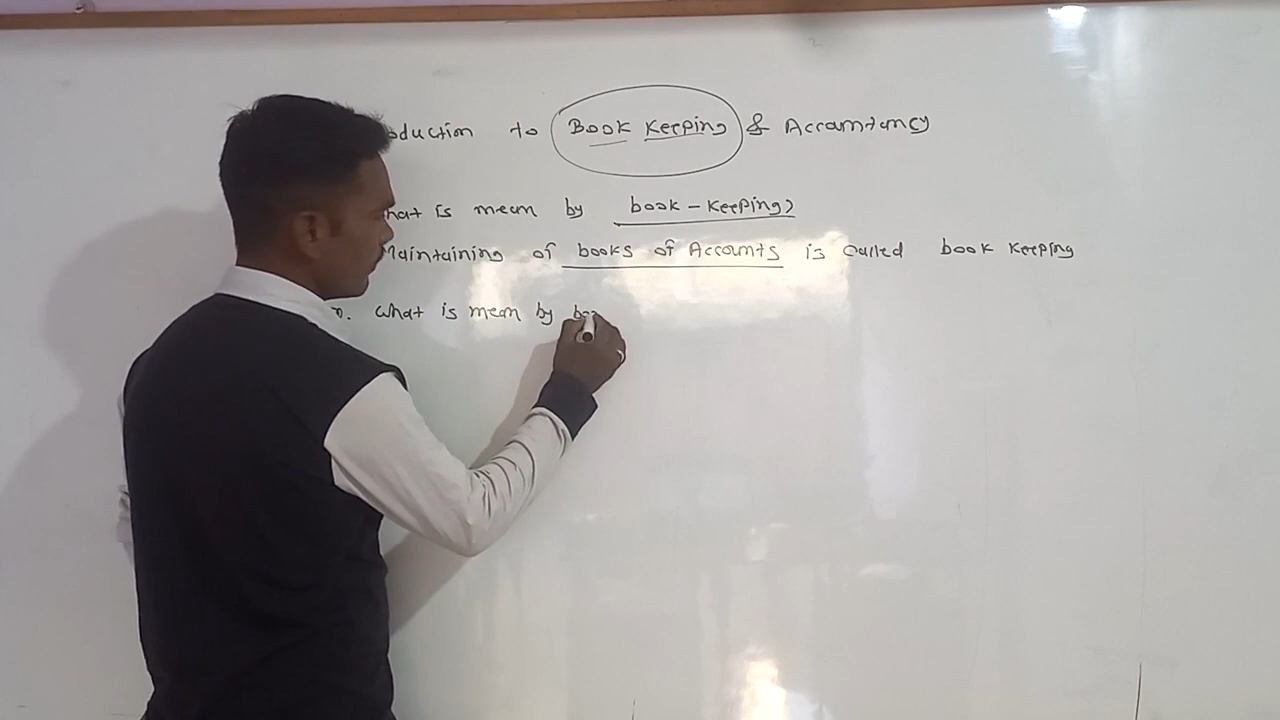 oduction to Book Keeping & Accountancy
hat is mean by book-keeping?
Maintaining of books of Accounts is called book keeping
What is mean by